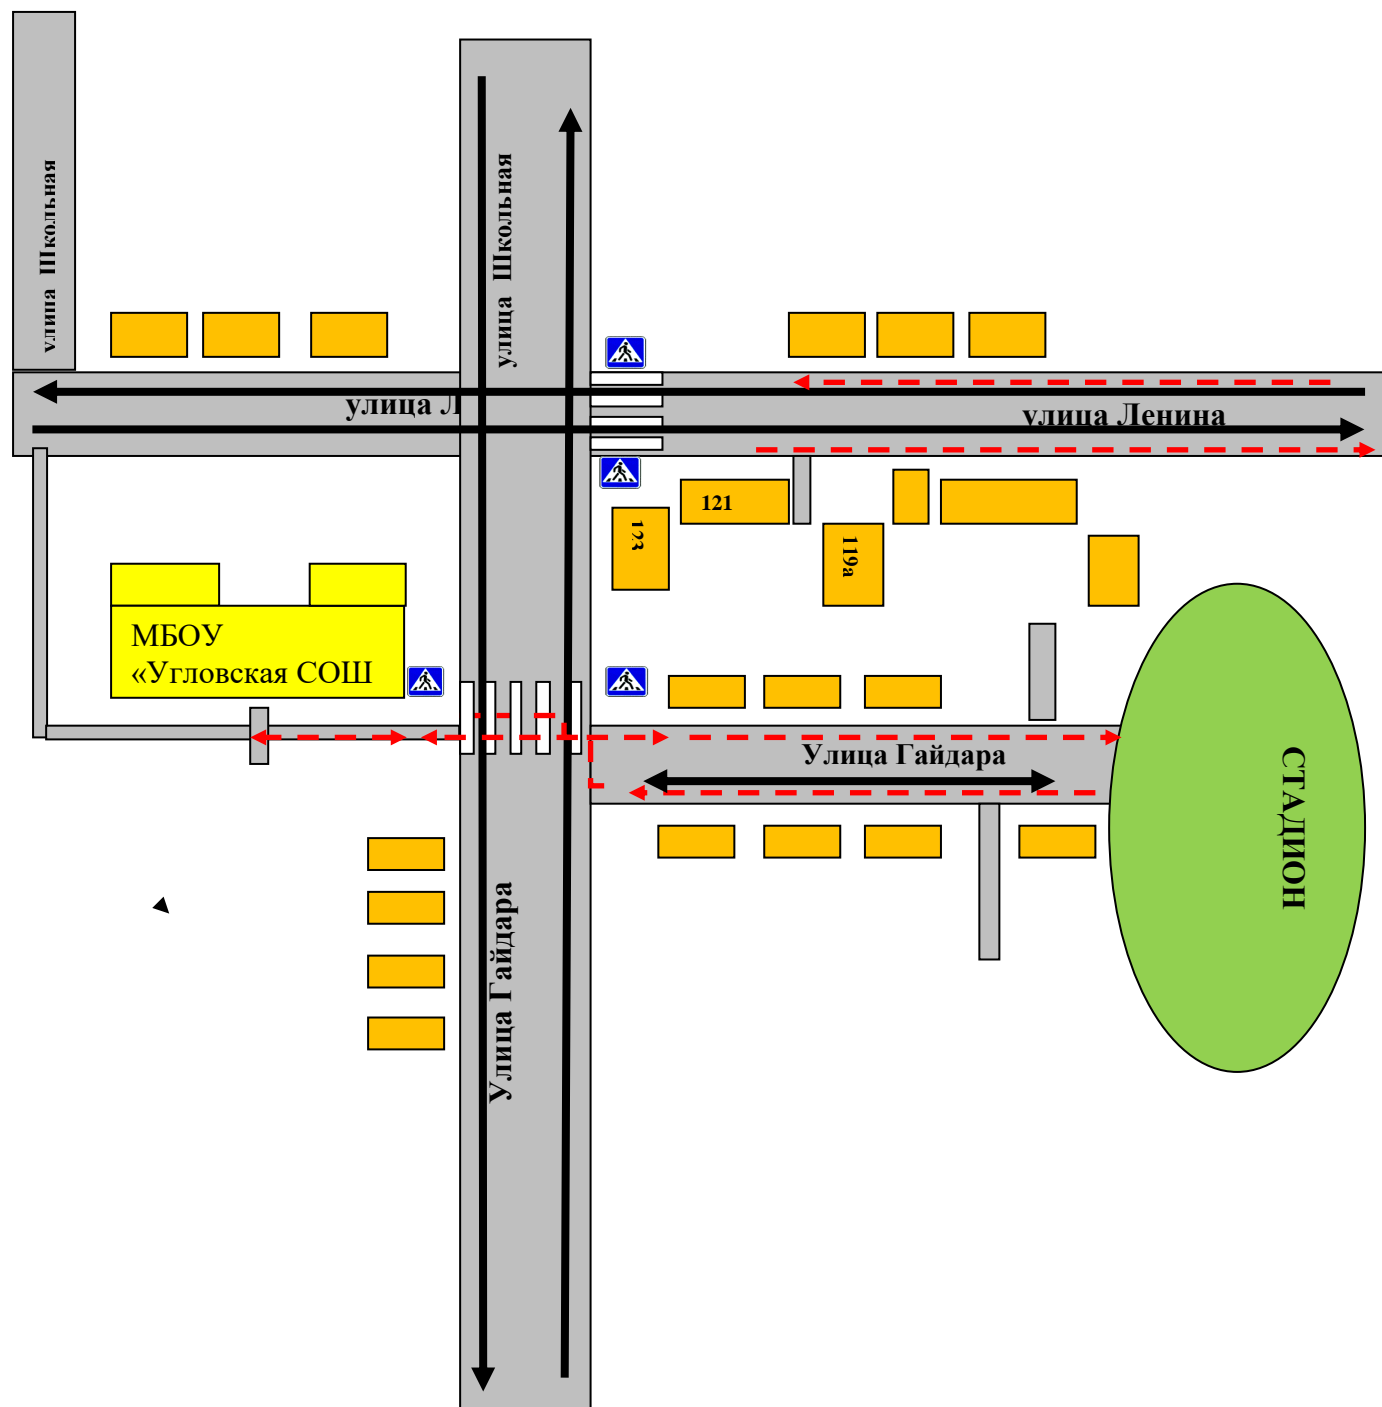 улица Школьная
улица Школьная
улица Л
улица Ленина
121
123
119а
МБОУ
«Угловская СОШ
Улица Гайдара
СТАДИОН
Улица Гайдара